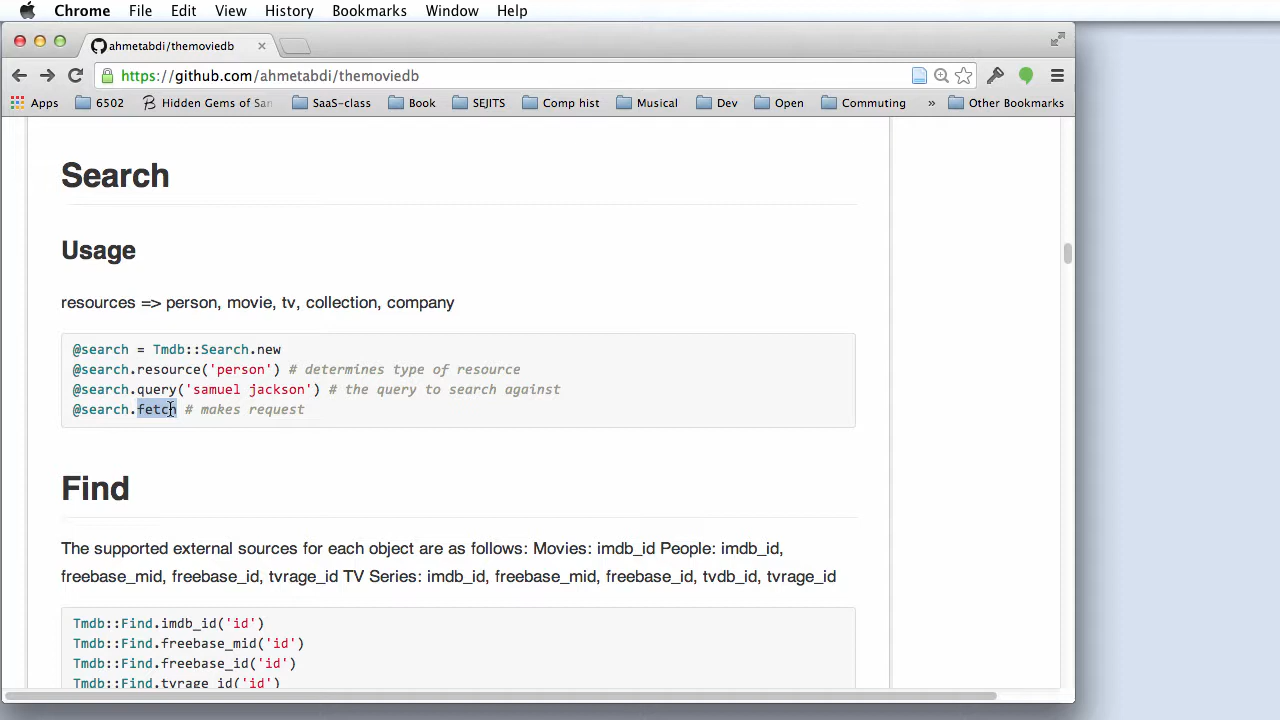 Chrome File Edit View History Bookmarks Window Help
ahmetabdi/themoviedb
https://github.com/ahmetabdi/themoviedb
Apps 6502 Hidden Gems of San SaaS-class Book SEJITS Comp hist Musical Dev Open Commuting » Other Bookmarks
Search
Usage
resources => person, movie, tv, collection, company
@search = Tmdb::Search.new
@search.resource('person') # determines type of resource
@search.query('samuel jackson') # the query to search against
@search.fetch # makes request
Find
The supported external sources for each object are as follows: Movies: imdb_id People: imdb_id,
freebase_mid, freebase_id, tvrage_id TV Series: imdb_id, freebase_mid, freebase_id, tvdb_id, tvrage_id
Tmdb::Find.imdb_id('id')
Tmdb::Find.freebase_mid('id')
Tmdb::Find.freebase_id('id')
Tmdb::Find.tvrage_id('id')